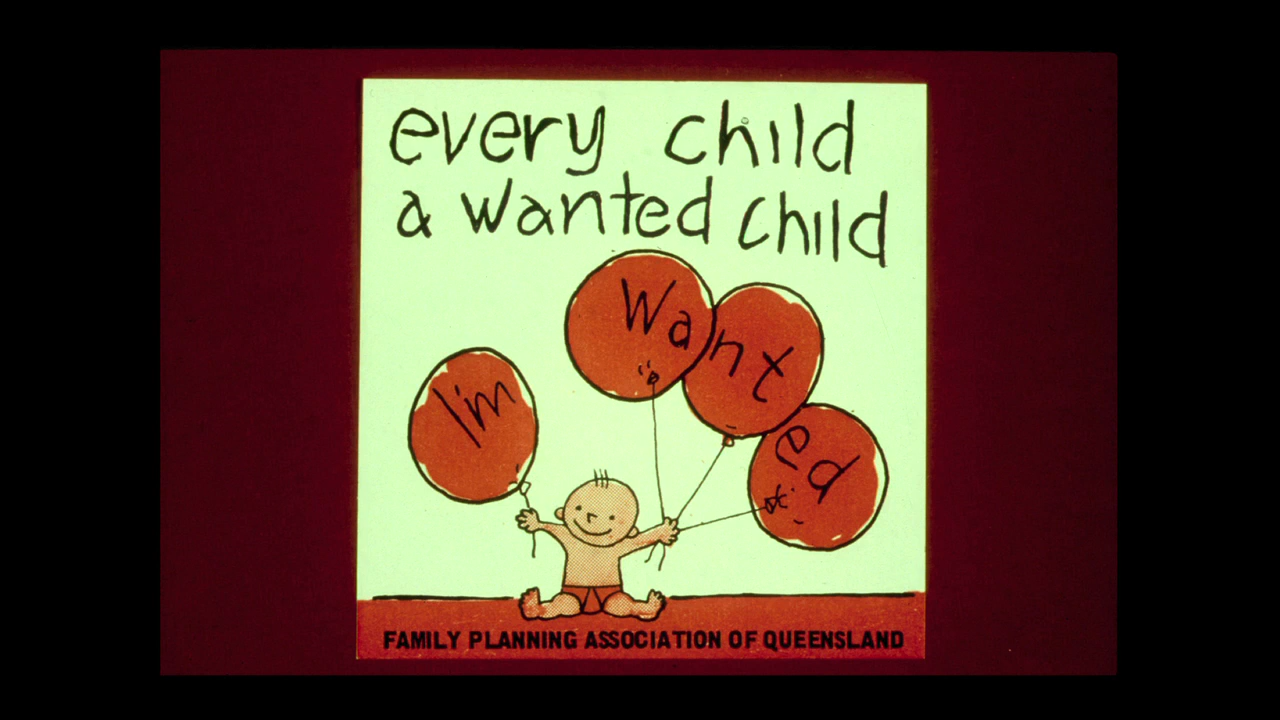 every child
a wanted child
I'm
Wanted
FAMILY PLANNING ASSOCIATION OF QUEENSLAND